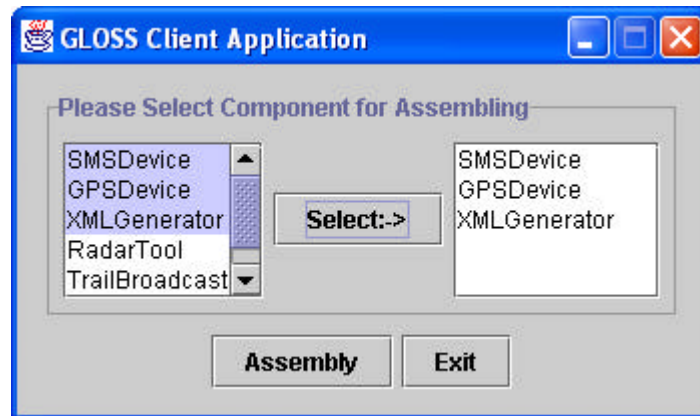 GLOSS Client Application
Please Select Component for Assembling
SMSDevice
GPSDevice
XMLGenerator
RadarTool
TrailBroadcast
Select:->
SMSDevice
GPSDevice
XMLGenerator
Assembly
Exit